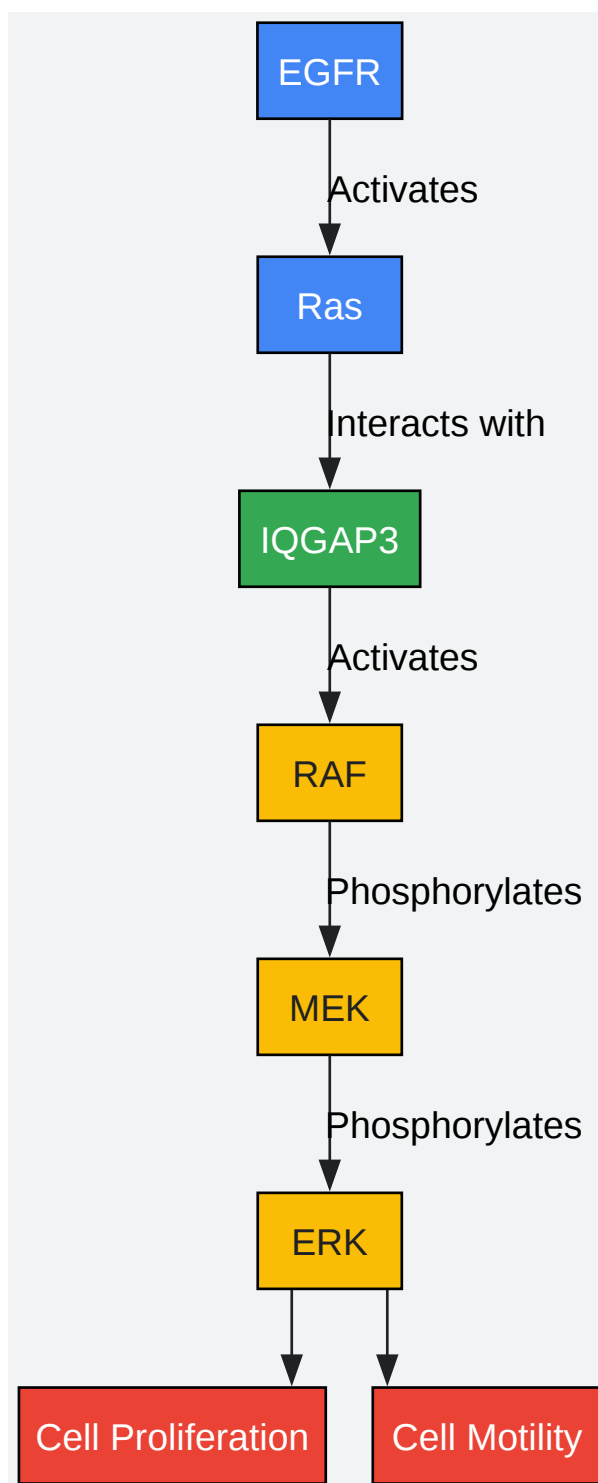 EGFR
Activates
Ras
Interacts with
IQGAP3
Activates
RAF
Phosphorylates
MEK
Phosphorylates
ERK
Cell Proliferation
Cell Motility